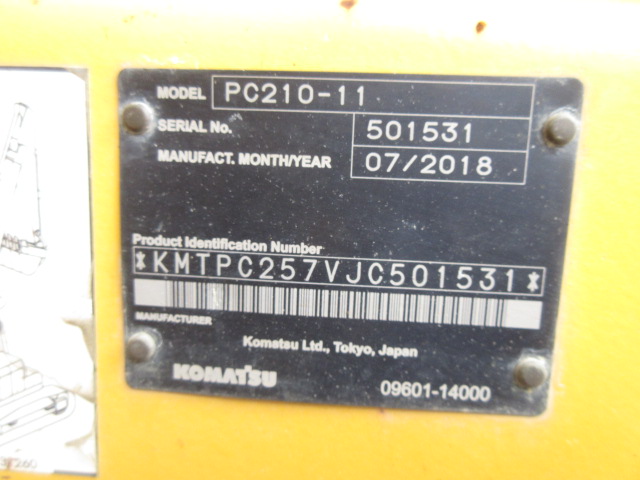 MODEL PC210-11
SERIAL No. 501531
MANUFACT. MONTH/YEAR 07/2018
Product Identification Number
*KMTPC257VJC501531*
MANUFACTURER
Komatsu Ltd., Tokyo, Japan
KOMATSU
09601-14000